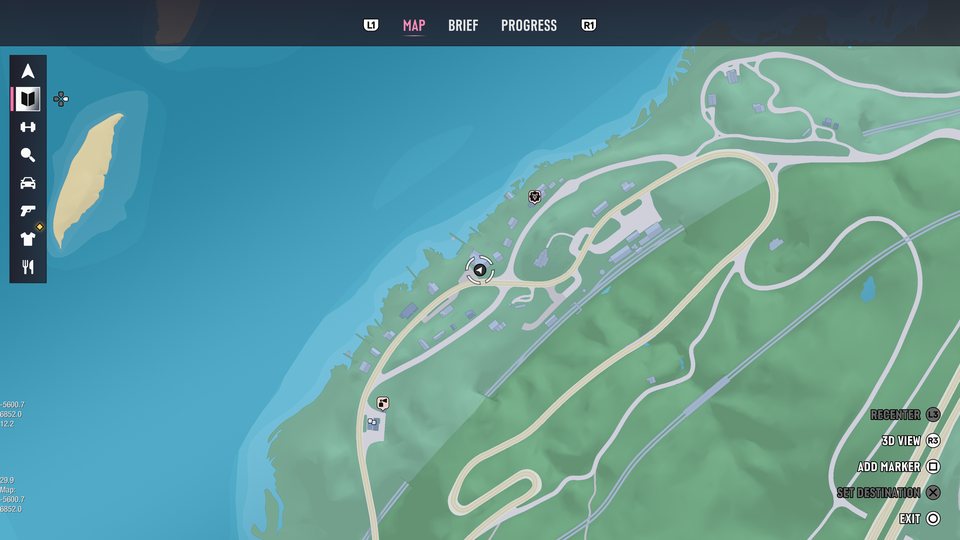 L1 MAP BRIEF PROGRESS R1
-5600.7
6852.0
12.2
RECENTER L3
3D VIEW R3
ADD MARKER
SET DESTINATION
EXIT
29.9
Map:
-5600.7
6852.0